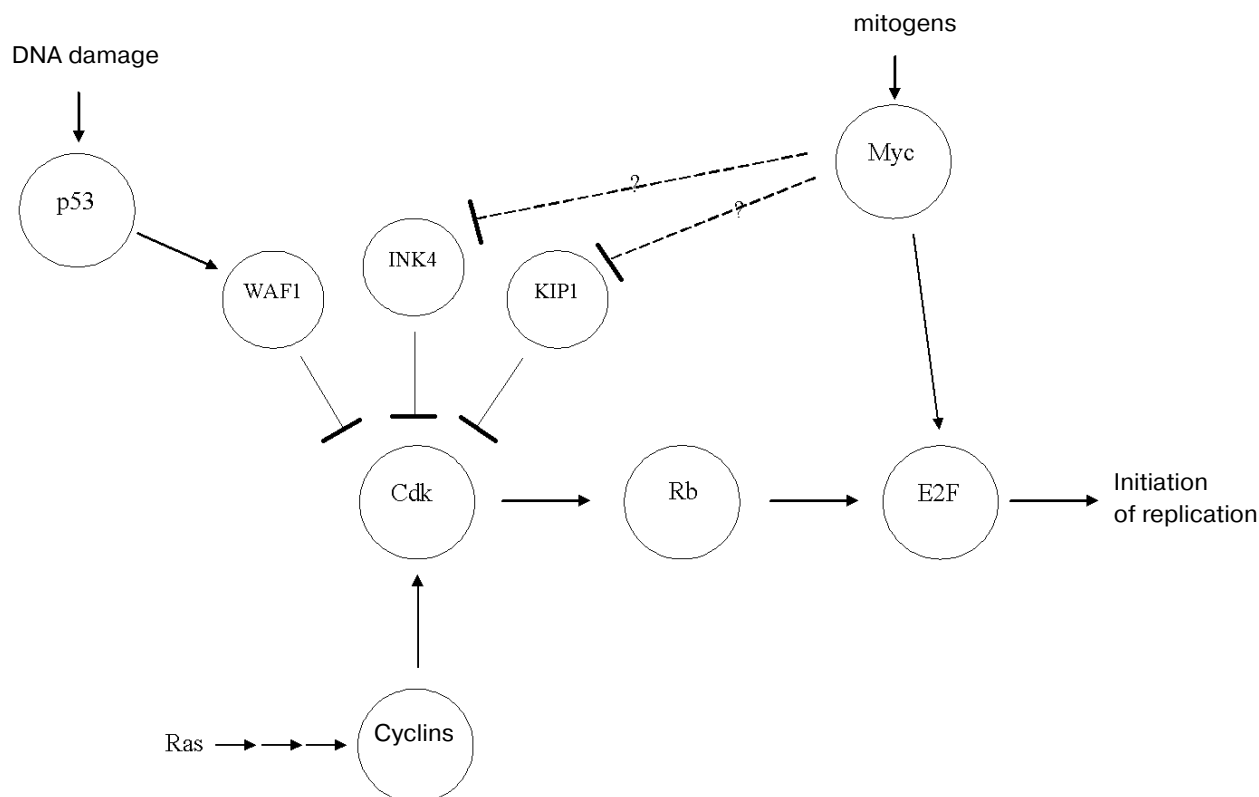 mitogens
DNA damage
Myc
?
p53
?
INK4
WAF1
KIP1
Cdk
Rb
E2F
Initiation
of replication
Cyclins
Ras